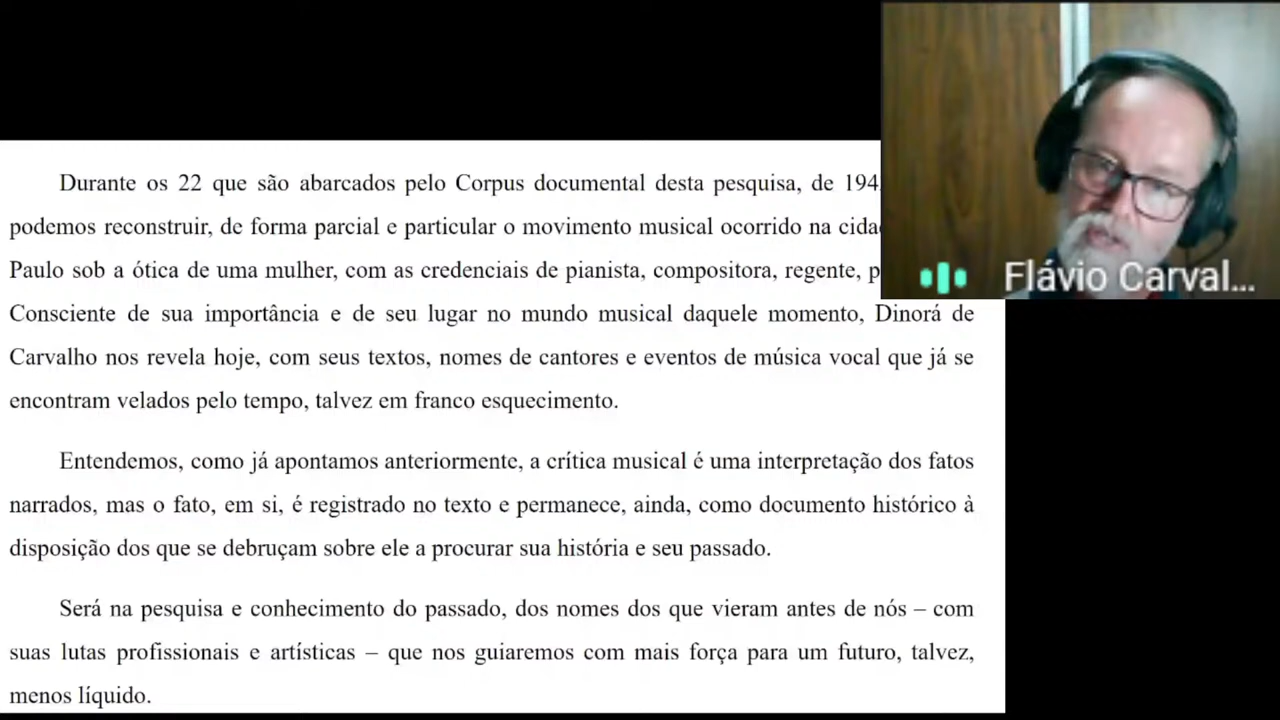 Durante os 22 que são abarcados pelo Corpus documental desta pesquisa, de 194
podemos reconstruir, de forma parcial e particular o movimento musical ocorrido na cida
Paulo sob a ótica de uma mulher, com as credenciais de pianista, compositora, regente, p
Consciente de sua importância e de seu lugar no mundo musical daquele momento, Dinorá de
Carvalho nos revela hoje, com seus textos, nomes de cantores e eventos de música vocal que já se
encontram velados pelo tempo, talvez em franco esquecimento.
Entendemos, como já apontamos anteriormente, a crítica musical é uma interpretação dos fatos
narrados, mas o fato, em si, é registrado no texto e permanece, ainda, como documento histórico à
disposição dos que se debruçam sobre ele a procurar sua história e seu passado.
Será na pesquisa e conhecimento do passado, dos nomes dos que vieram antes de nós – com
suas lutas profissionais e artísticas – que nos guiaremos com mais força para um futuro, talvez,
menos líquido.
Flávio Carval...